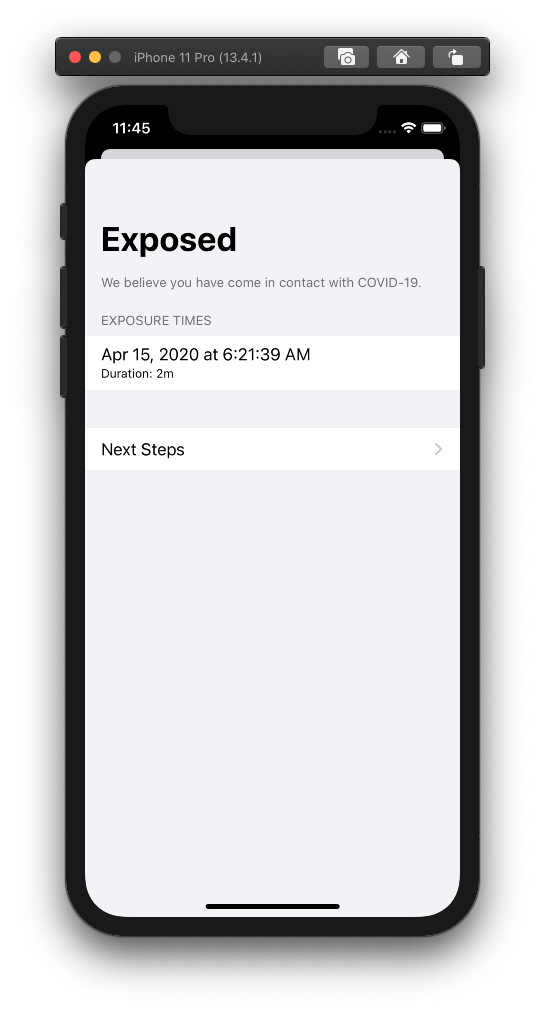 iPhone 11 Pro (13.4.1)
11:45
Exposed
We believe you have come in contact with COVID-19.
EXPOSURE TIMES
Apr 15, 2020 at 6:21:39 AM
Duration: 2m
Next Steps